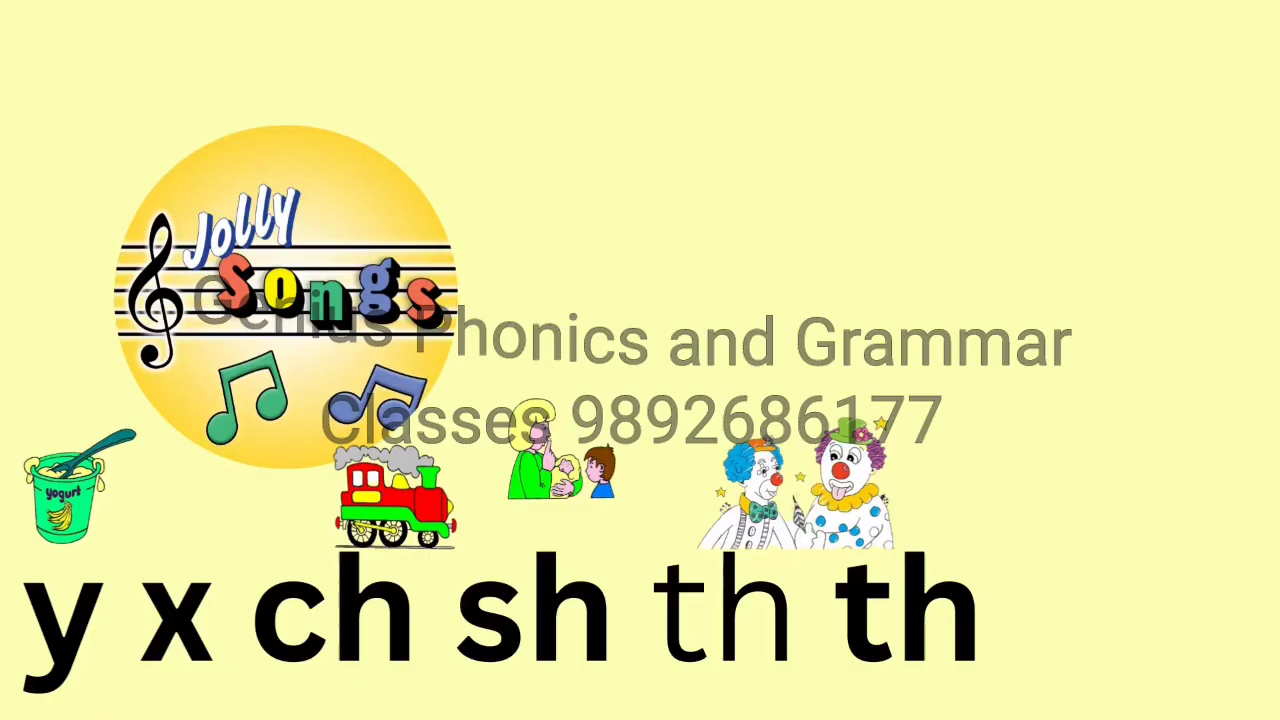 Jolly
Songs
Genius Phonics and Grammar
Classes 9892686177
yogurt
y x ch sh th th